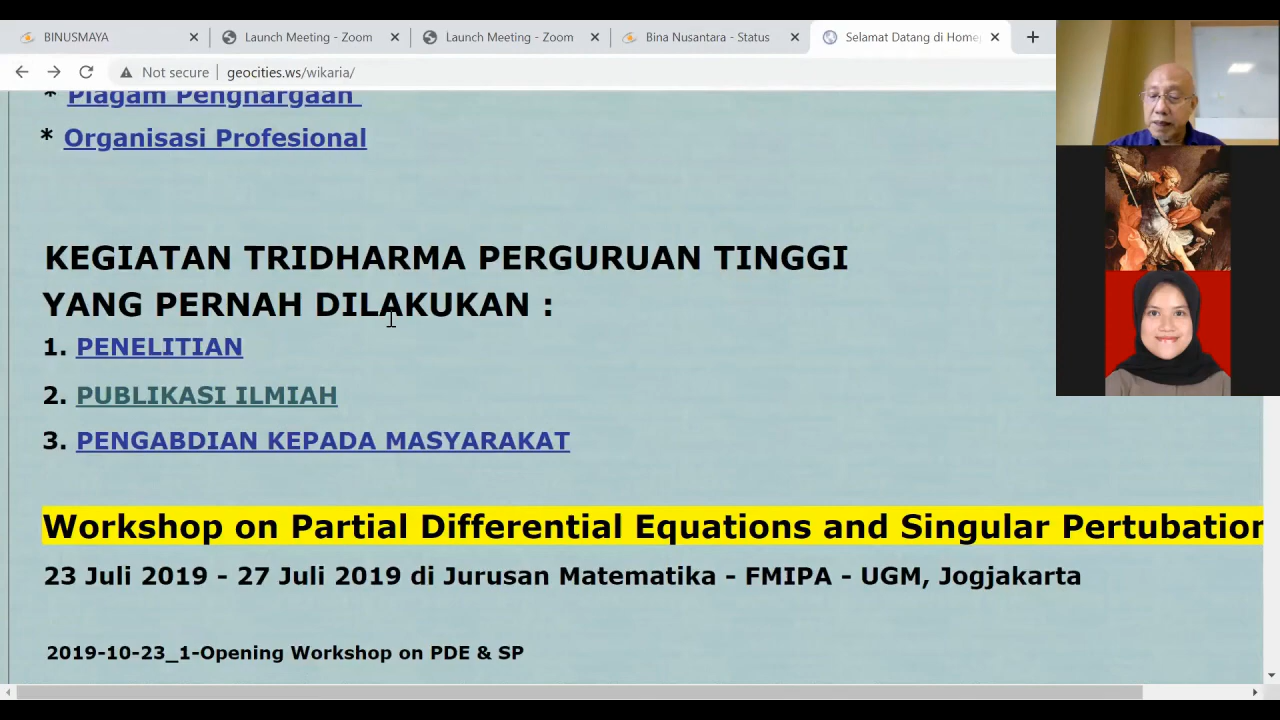 BINUSMAYA
Launch Meeting - Zoom
Launch Meeting - Zoom
Bina Nusantara - Status
Selamat Datang di Home
Not secure
geocities.ws/wikaria/
* Piagam Penghargaan
* Organisasi Profesional
KEGIATAN TRIDHARMA PERGURUAN TINGGI
YANG PERNAH DILAKUKAN :
1. PENELITIAN
2. PUBLIKASI ILMIAH
3. PENGABDIAN KEPADA MASYARAKAT
Workshop on Partial Differential Equations and Singular Pertubation
23 Juli 2019 - 27 Juli 2019 di Jurusan Matematika - FMIPA - UGM, Jogjakarta
2019-10-23_1-Opening Workshop on PDE & SP